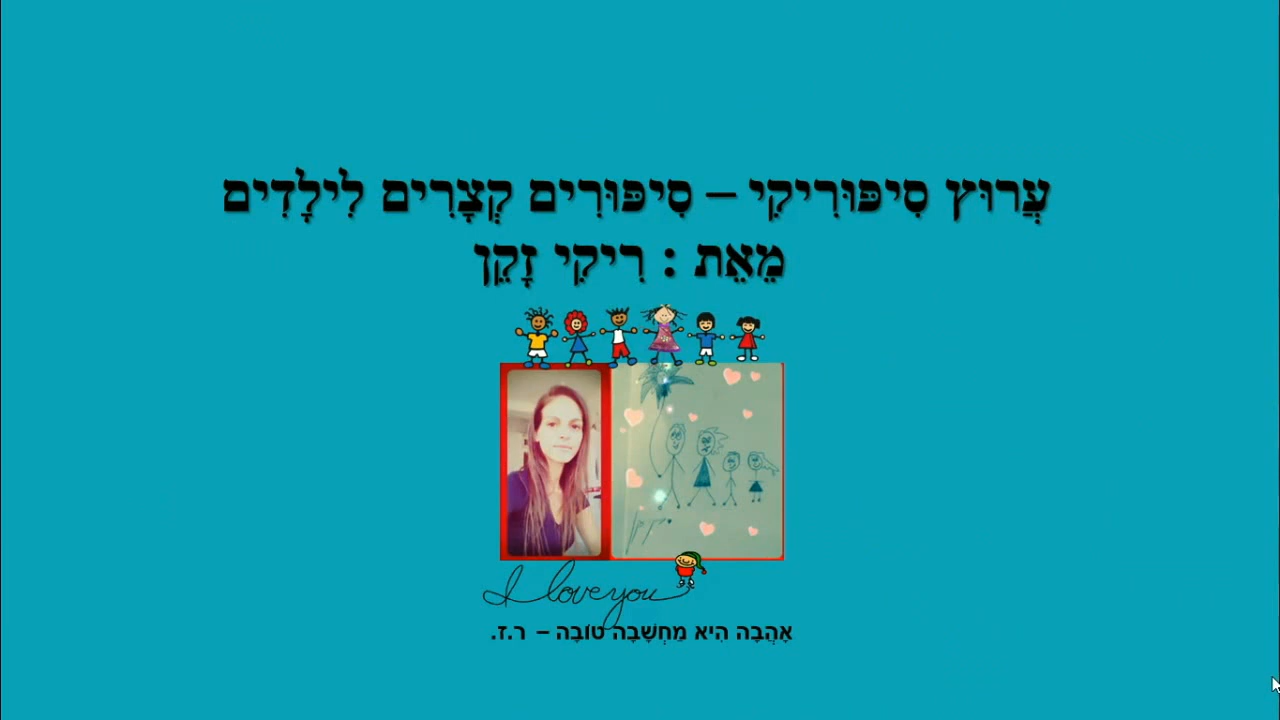 עֲרוּץ סִיפּוּרִיקִי – סִיפּוּרִים קְצָרִים לִילָדִים
מֵאֵת : רִיקִי זָקֵן
I love you
אַהֲבָה הִיא מַחְשָׁבָה טוֹבָה – ר.ז.